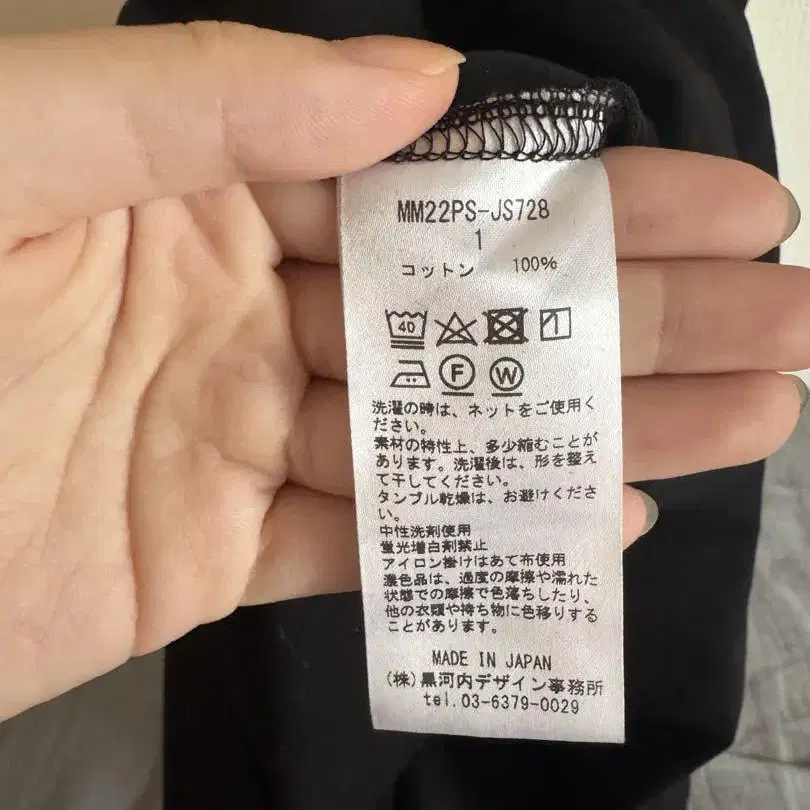 MM22PS-JS728
1
コットン 100%
40
F W
洗濯の時は、ネットをご使用く
ださい。
素材の特性上、多少縮むことが
あります。洗濯後は、形を整え
て干してください。
タンブル乾燥は、お避けくださ
い。
中性洗剤使用
蛍光増白剤禁止
アイロン掛けはあて布使用
濃色品は、過度の摩擦や濡れた
状態での摩擦で色落ちしたり、
他の衣類や持ち物に色移りする
ことがあります。
MADE IN JAPAN
(株)黒河内デザイン事務所
tel.03-6379-0029